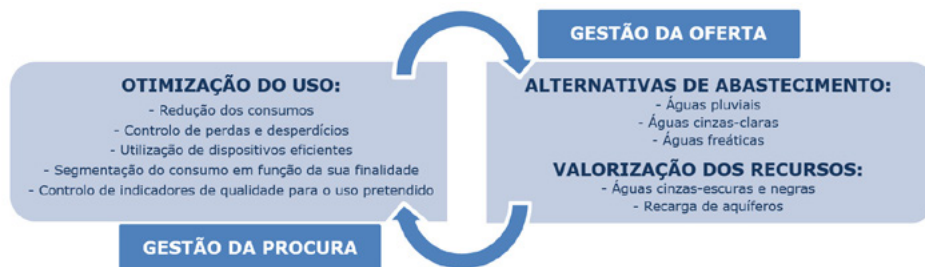 GESTÃO DA OFERTA
OTIMIZAÇÃO DO USO:
- Redução dos consumos
- Controlo de perdas e desperdícios
- Utilização de dispositivos eficientes
- Segmentação do consumo em função da sua finalidade
- Controlo de indicadores de qualidade para o uso pretendido
ALTERNATIVAS DE ABASTECIMENTO:
- Águas pluviais
- Águas cinzas-claras
- Águas freáticas
VALORIZAÇÃO DOS RECURSOS:
- Águas cinzas-escuras e negras
- Recarga de aquíferos
GESTÃO DA PROCURA